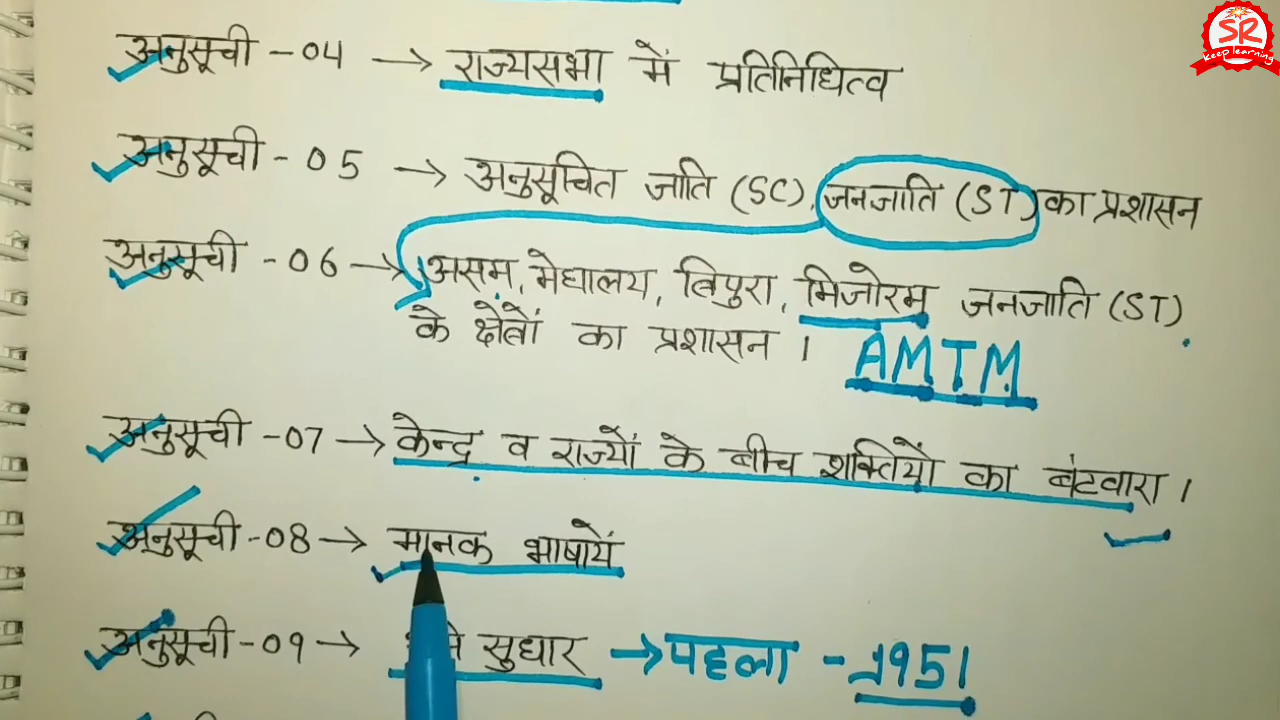 अनुसूची - 04 → राज्यसभा में प्रतिनिधित्व
अनुसूची - 05 → अनुसूचित जाति (SC), जनजाति (ST) का प्रशासन
अनुसूची - 06 → असम, मेघालय, त्रिपुरा, मिजोरम जनजाति (ST)
के क्षेत्रों का प्रशासन ।
AMTM
अनुसूची - 07 → केन्द्र व राज्यों के बीच शक्तियों का बंटवारा ।
अनुसूची - 08 → मानक भाषायें
अनुसूची - 09 → सुधार → पहला - 1951
SR
keep learning